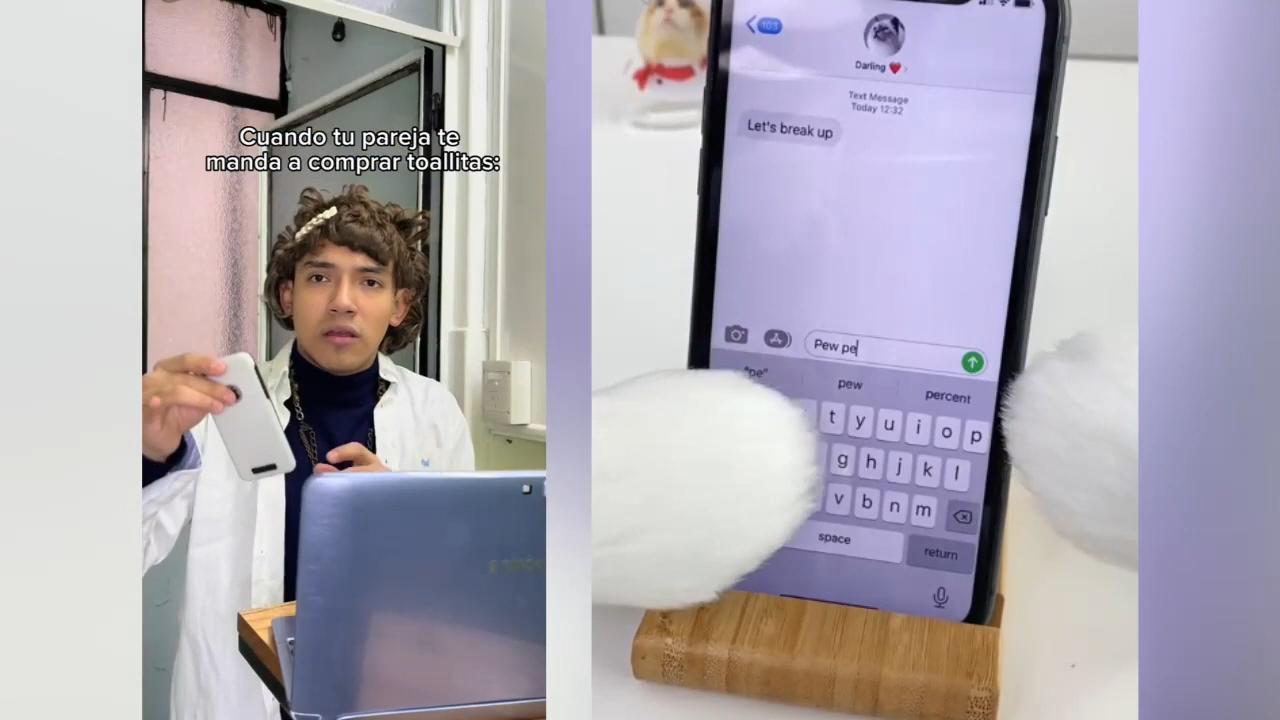 Cuando tu pareja te
manda a comprar toallitas:
103
Darling ❤️
Text Message
Today 12:32
Let's break up
Pew pe
"pe"
pew
percent
t y u i o p
g h j k l
v b n m
space
return